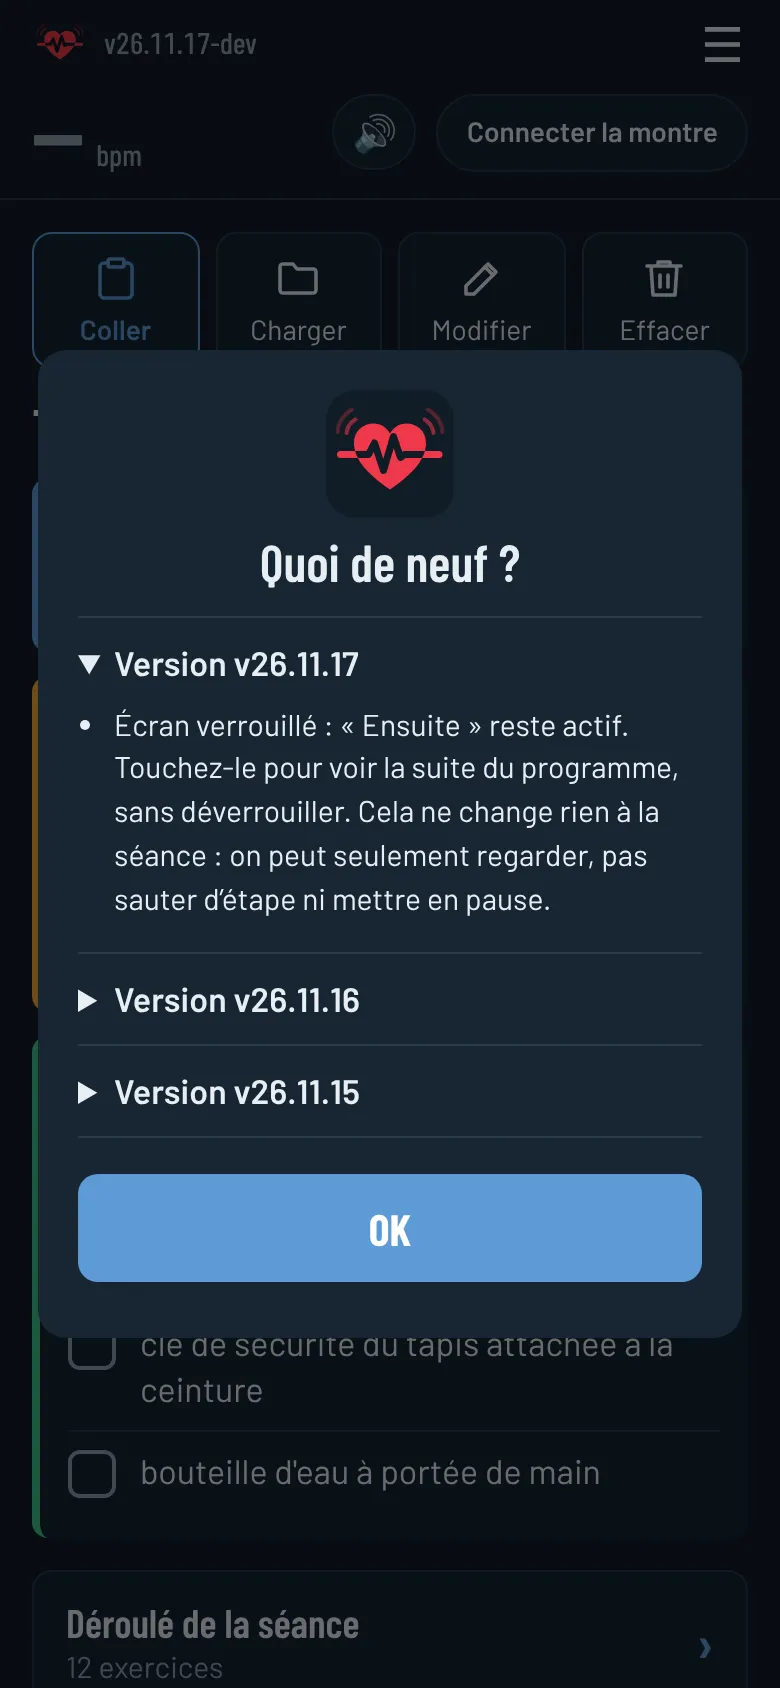 v26.11.17-dev
bpm
Connecter la montre
Coller
Charger
Modifier
Effacer
Quoi de neuf ?
Version v26.11.17
• Écran verrouillé : « Ensuite » reste actif.
Touchez-le pour voir la suite du programme,
sans déverrouiller. Cela ne change rien à la
séance : on peut seulement regarder, pas
sauter d’étape ni mettre en pause.
Version v26.11.16
Version v26.11.15
OK
clé de sécurité du tapis attachée à la
ceinture
bouteille d'eau à portée de main
Déroulé de la séance
12 exercices